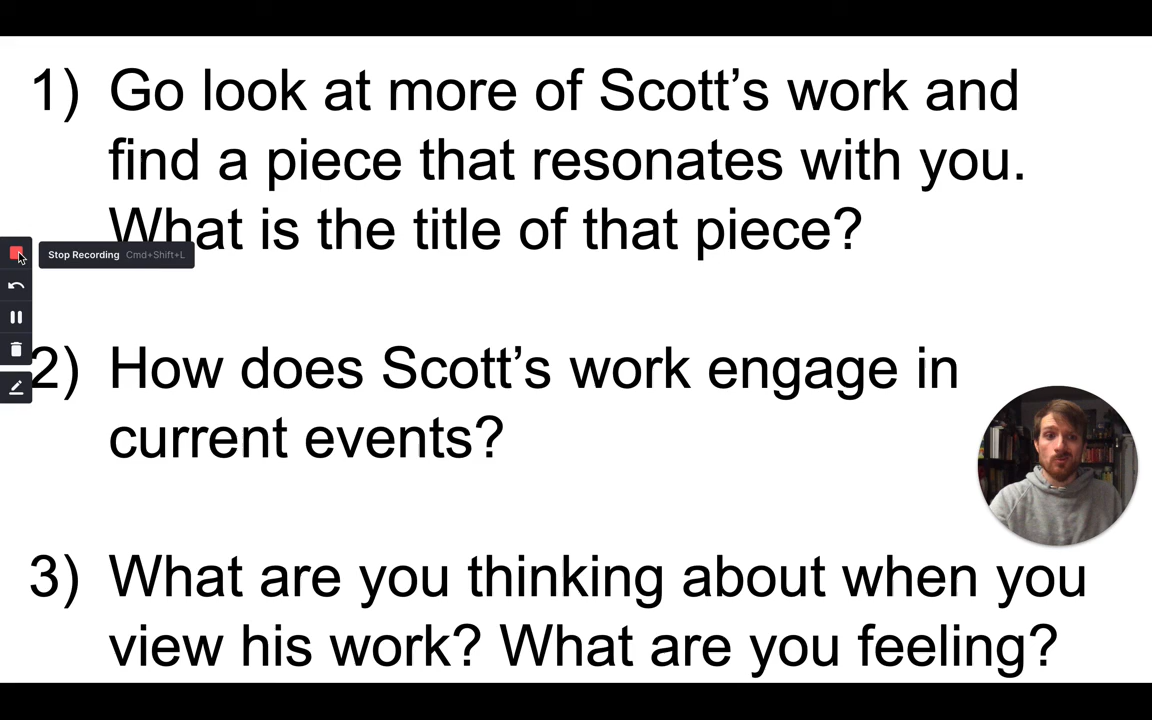 1) Go look at more of Scott's work and
find a piece that resonates with you.
What is the title of that piece?
Stop Recording Cmd+Shift+L
2) How does Scott's work engage in
current events?
3) What are you thinking about when you
view his work? What are you feeling?